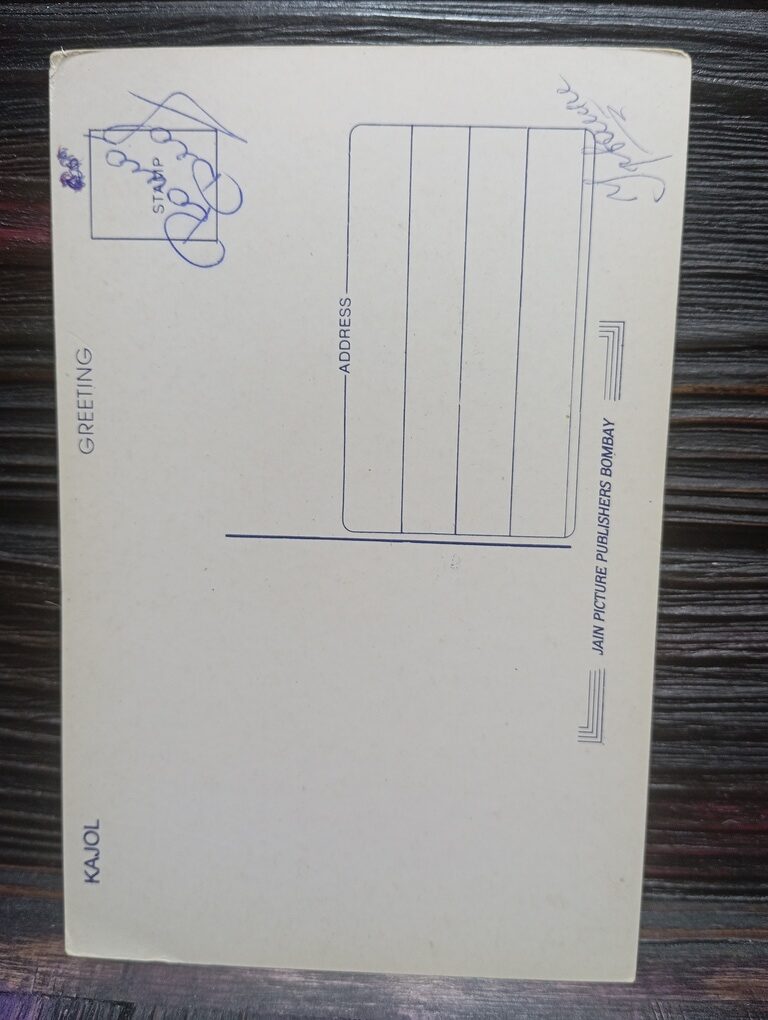 KAJOL
GREETING
STAMP
ADDRESS
JAIN PICTURE PUBLISHERS BOMBAY